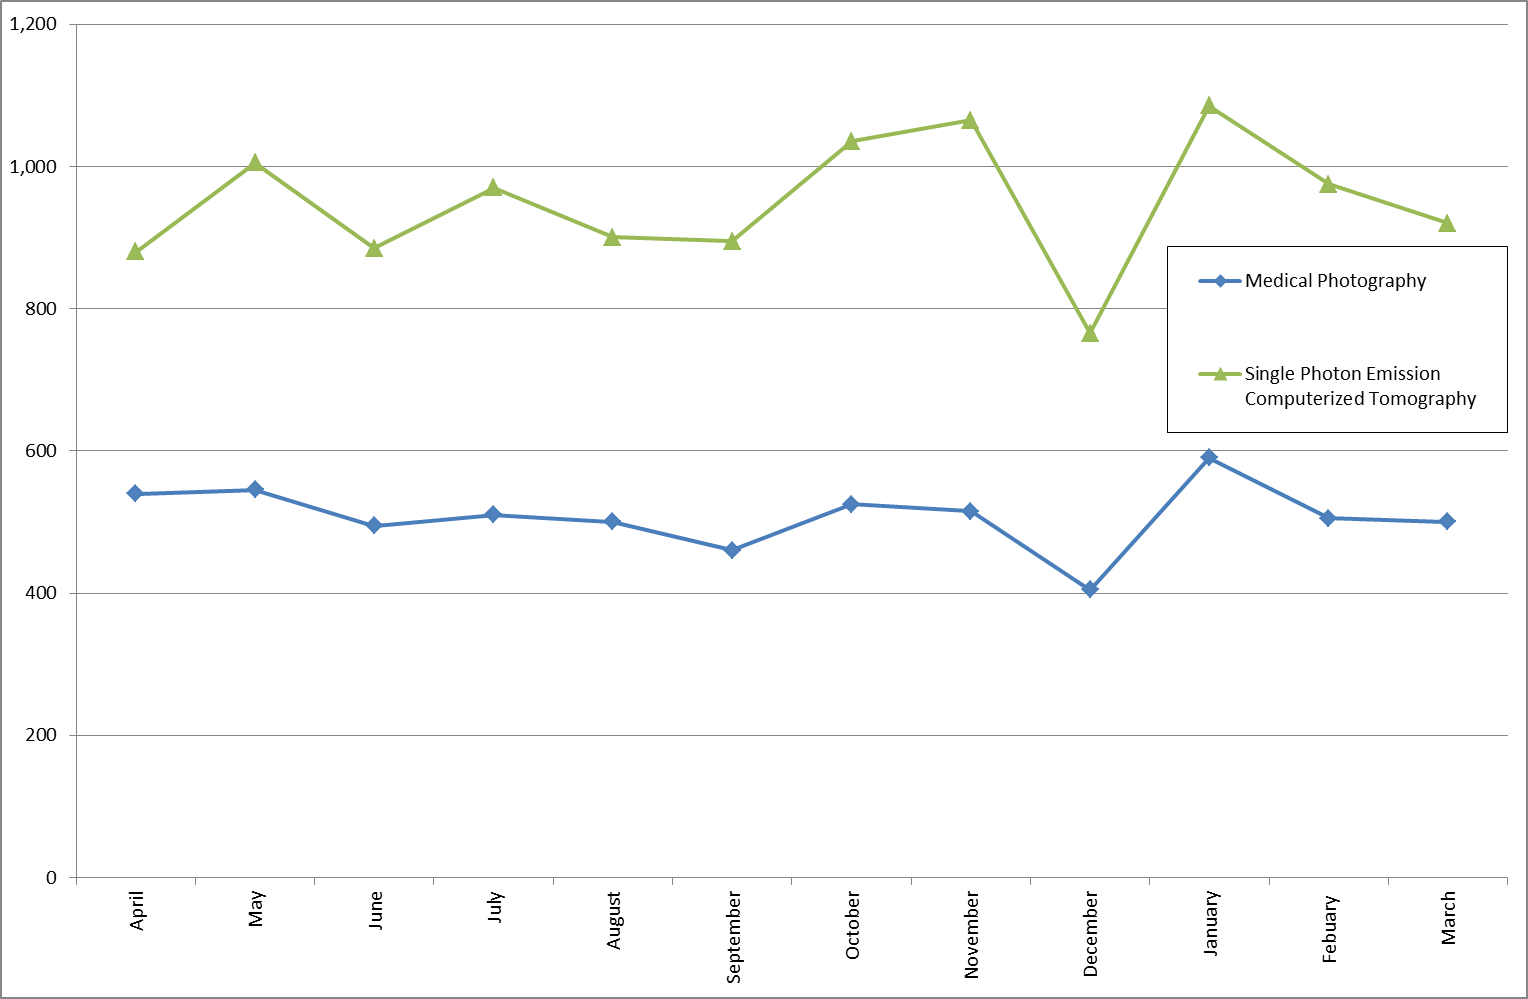 1,200
1,000
800
600
400
200
0
Medical Photography
Single Photon Emission
Computerized Tomography
April
May
June
July
August
September
October
November
December
January
Febuary
March